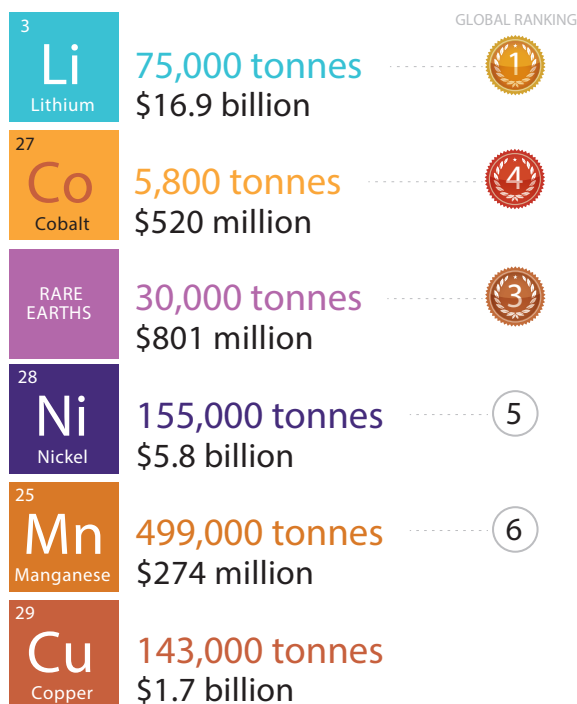 GLOBAL RANKING
3
Li
Lithium
75,000 tonnes
$16.9 billion
1
27
Co
Cobalt
5,800 tonnes
$520 million
4
RARE
EARTHS
30,000 tonnes
$801 million
3
28
Ni
Nickel
155,000 tonnes
$5.8 billion
5
25
Mn
Manganese
499,000 tonnes
$274 million
6
29
Cu
Copper
143,000 tonnes
$1.7 billion